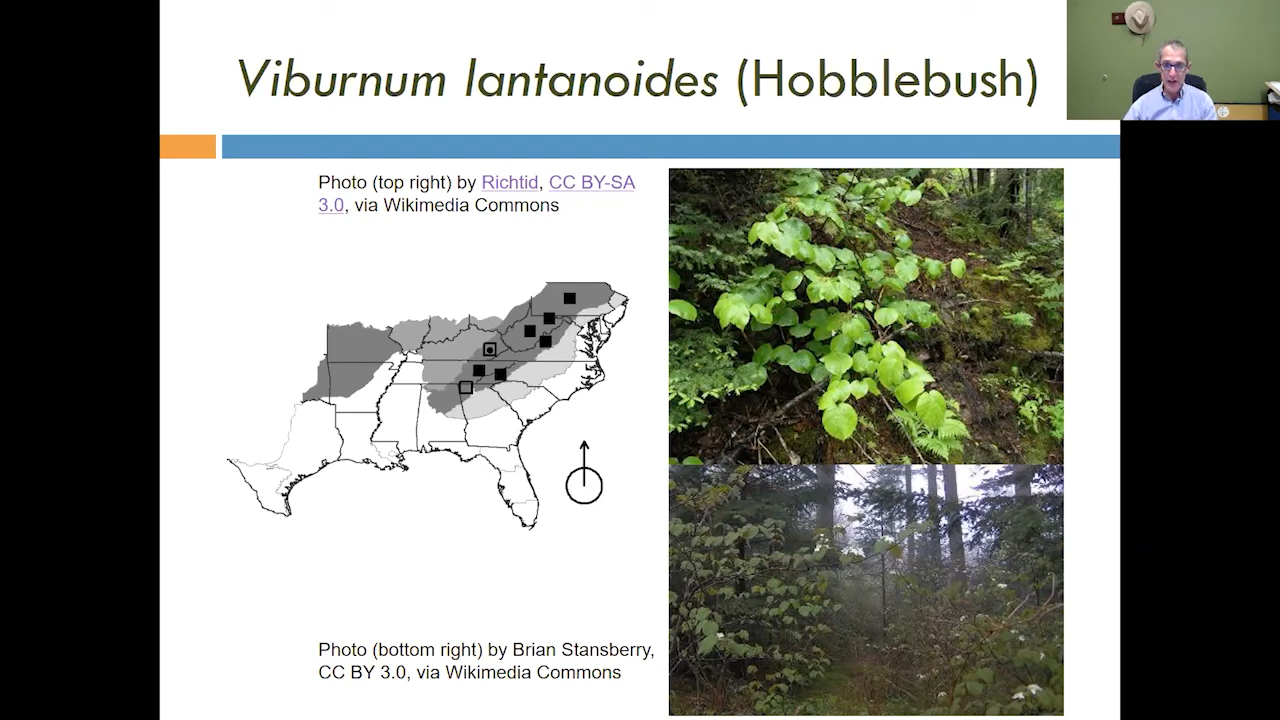 Viburnum lantanoides (Hobblebush)
Photo (top right) by Richtid, CC BY-SA
3.0, via Wikimedia Commons
Photo (bottom right) by Brian Stansberry,
CC BY 3.0, via Wikimedia Commons